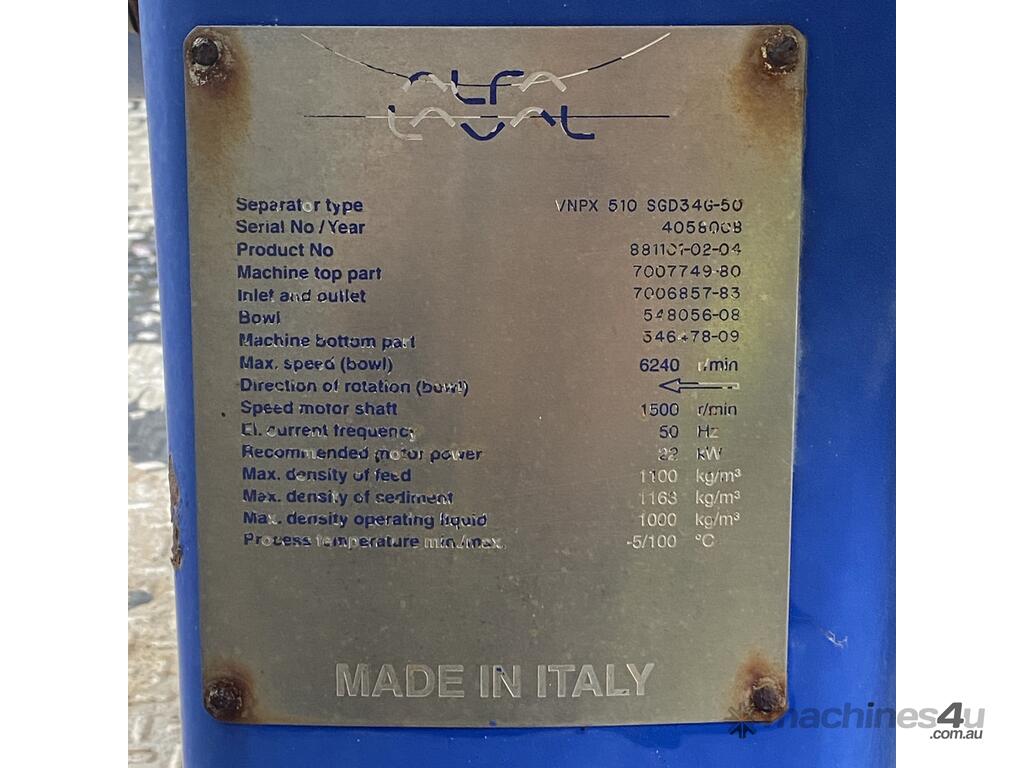 ALFA
LAVAL
Separator type VNPX 510 SGD34G-50
Serial No / Year 4058008
Product No 881101-02-04
Machine top part 7007749-80
Inlet and outlet 7006857-83
Bowl 548056-08
Machine bottom part
Max. speed (bowl) 6240 r/min
Direction of rotation (bowl) ←
Speed motor shaft 1500 r/min
El. current frequency 50 Hz
Recommended motor power 22 kW
Max. density of feed 1100 kg/m³
Max. density of sediment 1168 kg/m³
Max. density operating liquid 1000 kg/m³
Process temperature min./max. -5/100 °C
MADE IN ITALY
machines4u
.com.au